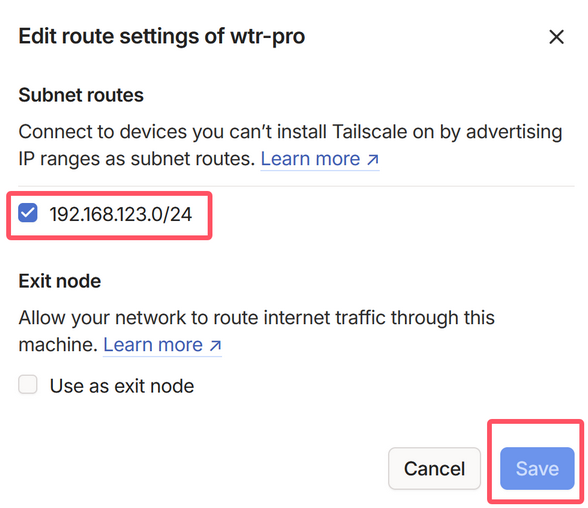 Edit route settings of wtr-pro
Subnet routes
Connect to devices you can’t install Tailscale on by advertising
IP ranges as subnet routes. Learn more ↗
192.168.123.0/24
Exit node
Allow your network to route internet traffic through this
machine. Learn more ↗
Use as exit node
Cancel Save